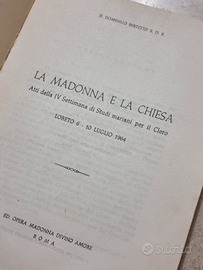 D. DOMENICO BERTETTO S. D. B.
LA MADONNA E LA CHIESA
Atti della IV Settimana di Studi mariani per il Clero
LORETO 6 - 10 LUGLIO 1964
ED. OPERA MADONNA DIVINO AMORE
ROMA
subito.it